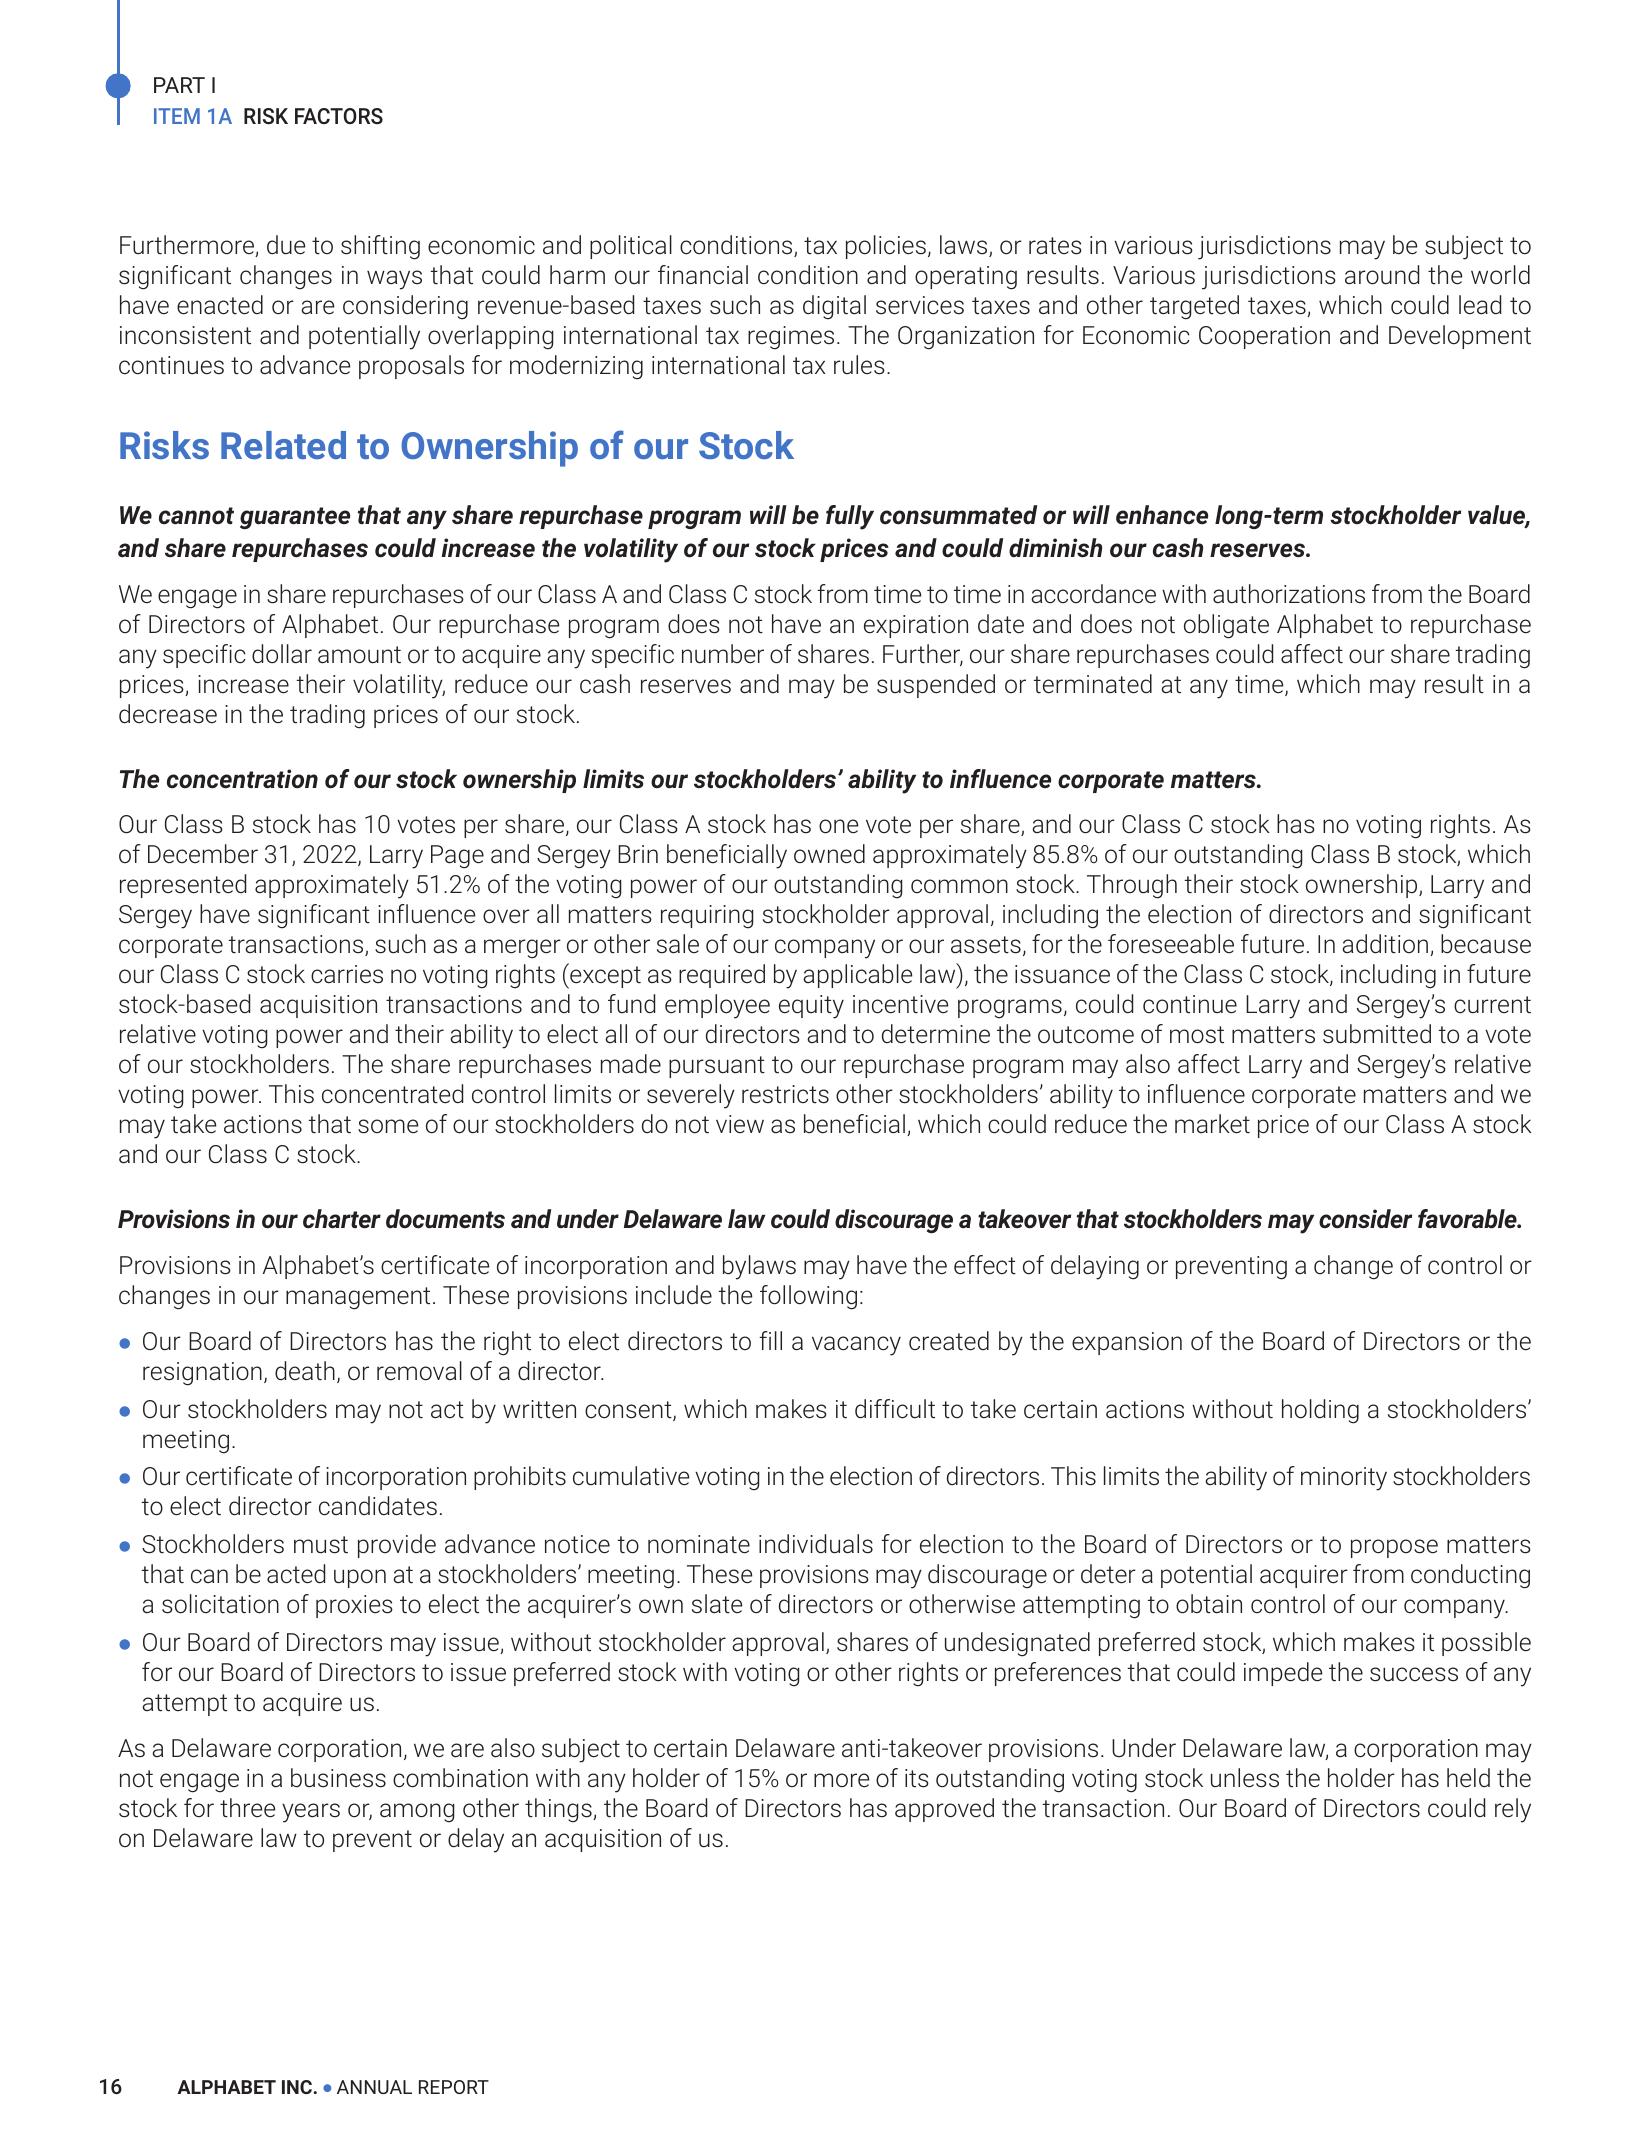 PART I
ITEM 1A RISK FACTORS
Furthermore, due to shifting economic and political conditions, tax policies, laws, or rates in various jurisdictions may be subject to
significant changes in ways that could harm our financial condition and operating results. Various jurisdictions around the world
have enacted or are considering revenue-based taxes such as digital services taxes and other targeted taxes, which could lead to
inconsistent and potentially overlapping international tax regimes. The Organization for Economic Cooperation and Development
continues to advance proposals for modernizing international tax rules.
Risks Related to Ownership of our Stock
We cannot guarantee that any share repurchase program will be fully consummated or will enhance long-term stockholder value,
and share repurchases could increase the volatility of our stock prices and could diminish our cash reserves.
We engage in share repurchases of our Class A and Class C stock from time to time in accordance with authorizations from the Board
of Directors of Alphabet. Our repurchase program does not have an expiration date and does not obligate Alphabet to repurchase
any specific dollar amount or to acquire any specific number of shares. Further, our share repurchases could affect our share trading
prices, increase their volatility, reduce our cash reserves and may be suspended or terminated at any time, which may result in a
decrease in the trading prices of our stock.
The concentration of our stock ownership limits our stockholders’ ability to influence corporate matters.
Our Class B stock has 10 votes per share, our Class A stock has one vote per share, and our Class C stock has no voting rights. As
of December 31, 2022, Larry Page and Sergey Brin beneficially owned approximately 85.8% of our outstanding Class B stock, which
represented approximately 51.2% of the voting power of our outstanding common stock. Through their stock ownership, Larry and
Sergey have significant influence over all matters requiring stockholder approval, including the election of directors and significant
corporate transactions, such as a merger or other sale of our company or our assets, for the foreseeable future. In addition, because
our Class C stock carries no voting rights (except as required by applicable law), the issuance of the Class C stock, including in future
stock-based acquisition transactions and to fund employee equity incentive programs, could continue Larry and Sergey’s current
relative voting power and their ability to elect all of our directors and to determine the outcome of most matters submitted to a vote
of our stockholders. The share repurchases made pursuant to our repurchase program may also affect Larry and Sergey’s relative
voting power. This concentrated control limits or severely restricts other stockholders’ ability to influence corporate matters and we
may take actions that some of our stockholders do not view as beneficial, which could reduce the market price of our Class A stock
and our Class C stock.
Provisions in our charter documents and under Delaware law could discourage a takeover that stockholders may consider favorable.
Provisions in Alphabet’s certificate of incorporation and bylaws may have the effect of delaying or preventing a change of control or
changes in our management. These provisions include the following:
● Our Board of Directors has the right to elect directors to fill a vacancy created by the expansion of the Board of Directors or the
resignation, death, or removal of a director.
● Our stockholders may not act by written consent, which makes it difficult to take certain actions without holding a stockholders’
meeting.
● Our certificate of incorporation prohibits cumulative voting in the election of directors. This limits the ability of minority stockholders
to elect director candidates.
● Stockholders must provide advance notice to nominate individuals for election to the Board of Directors or to propose matters
that can be acted upon at a stockholders’ meeting. These provisions may discourage or deter a potential acquirer from conducting
a solicitation of proxies to elect the acquirer’s own slate of directors or otherwise attempting to obtain control of our company.
● Our Board of Directors may issue, without stockholder approval, shares of undesignated preferred stock, which makes it possible
for our Board of Directors to issue preferred stock with voting or other rights or preferences that could impede the success of any
attempt to acquire us.
As a Delaware corporation, we are also subject to certain Delaware anti-takeover provisions. Under Delaware law, a corporation may
not engage in a business combination with any holder of 15% or more of its outstanding voting stock unless the holder has held the
stock for three years or, among other things, the Board of Directors has approved the transaction. Our Board of Directors could rely
on Delaware law to prevent or delay an acquisition of us.
16 ALPHABET INC. ● ANNUAL REPORT